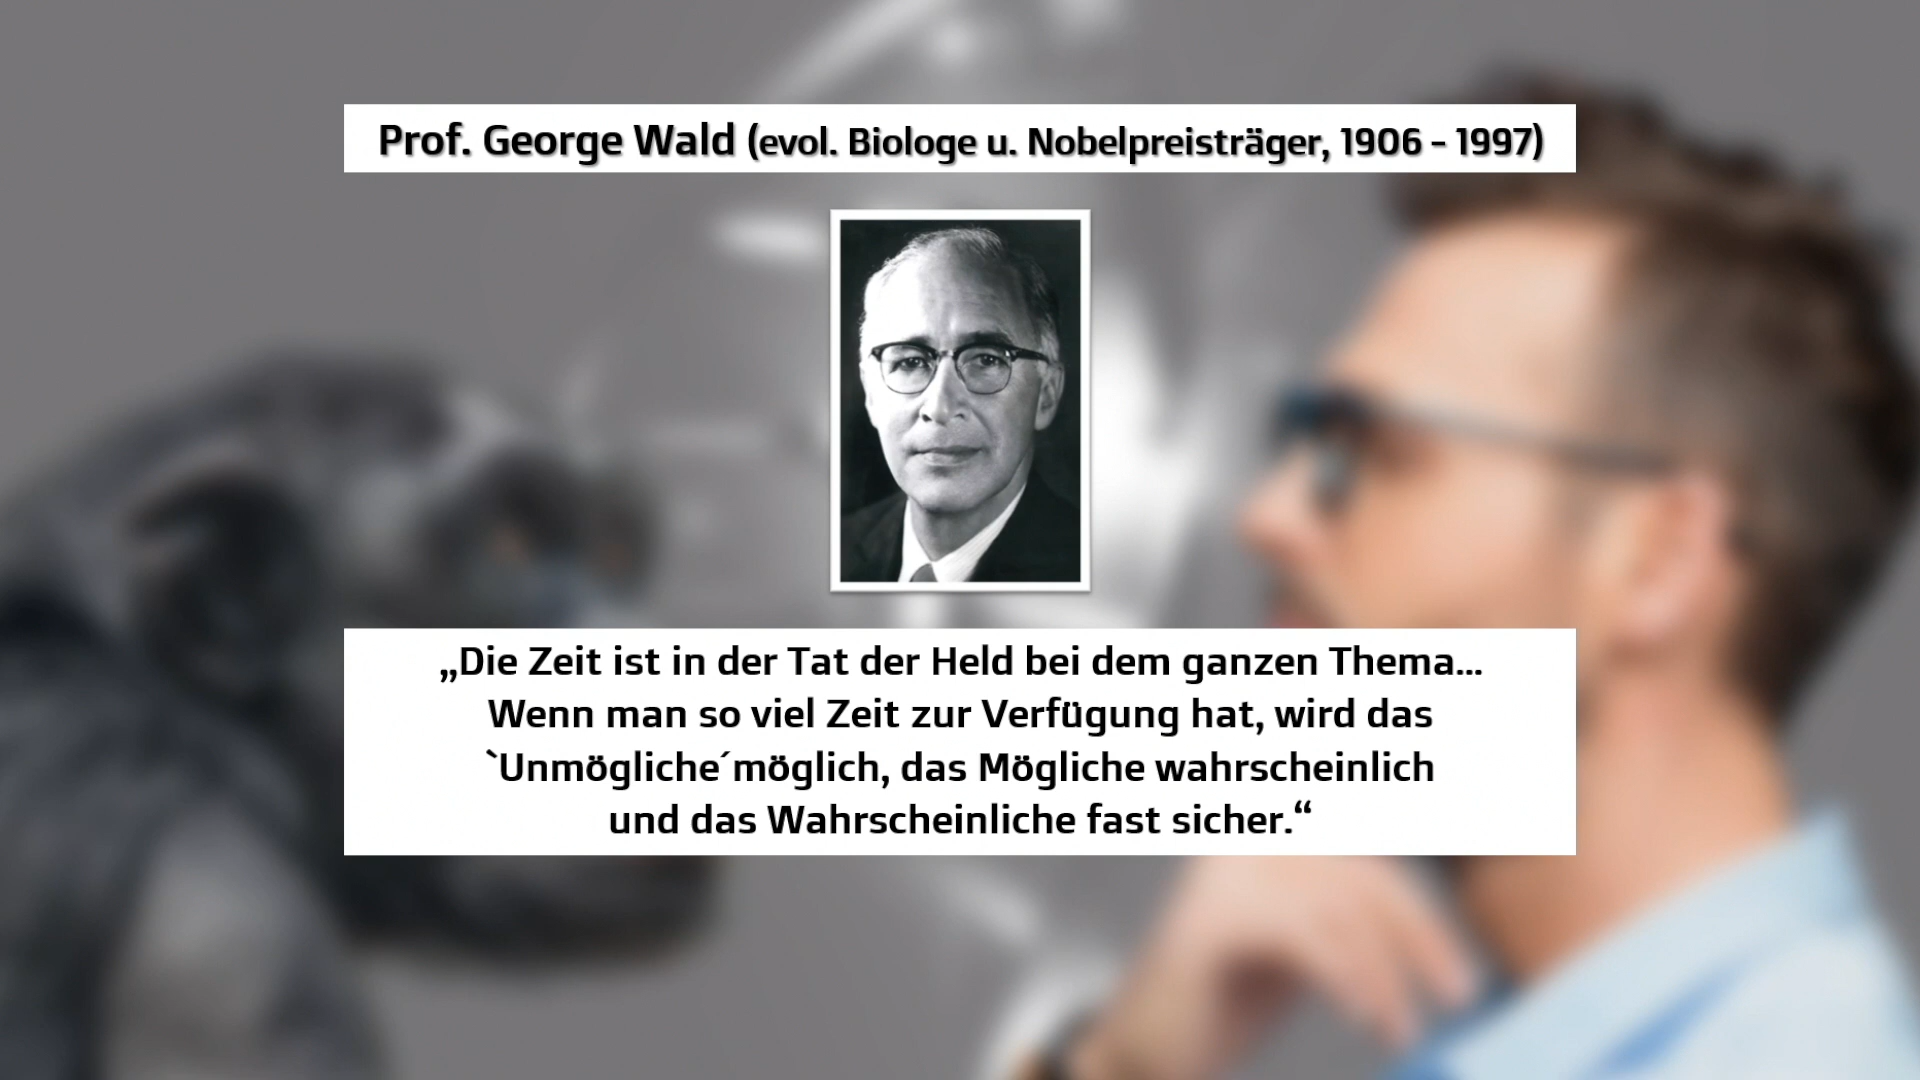 Prof. George Wald (evol. Biologe u. Nobelpreisträger, 1906 – 1997)
„Die Zeit ist in der Tat der Held bei dem ganzen Thema...
Wenn man so viel Zeit zur Verfügung hat, wird das
`Unmögliche´möglich, das Mögliche wahrscheinlich
und das Wahrscheinliche fast sicher.“